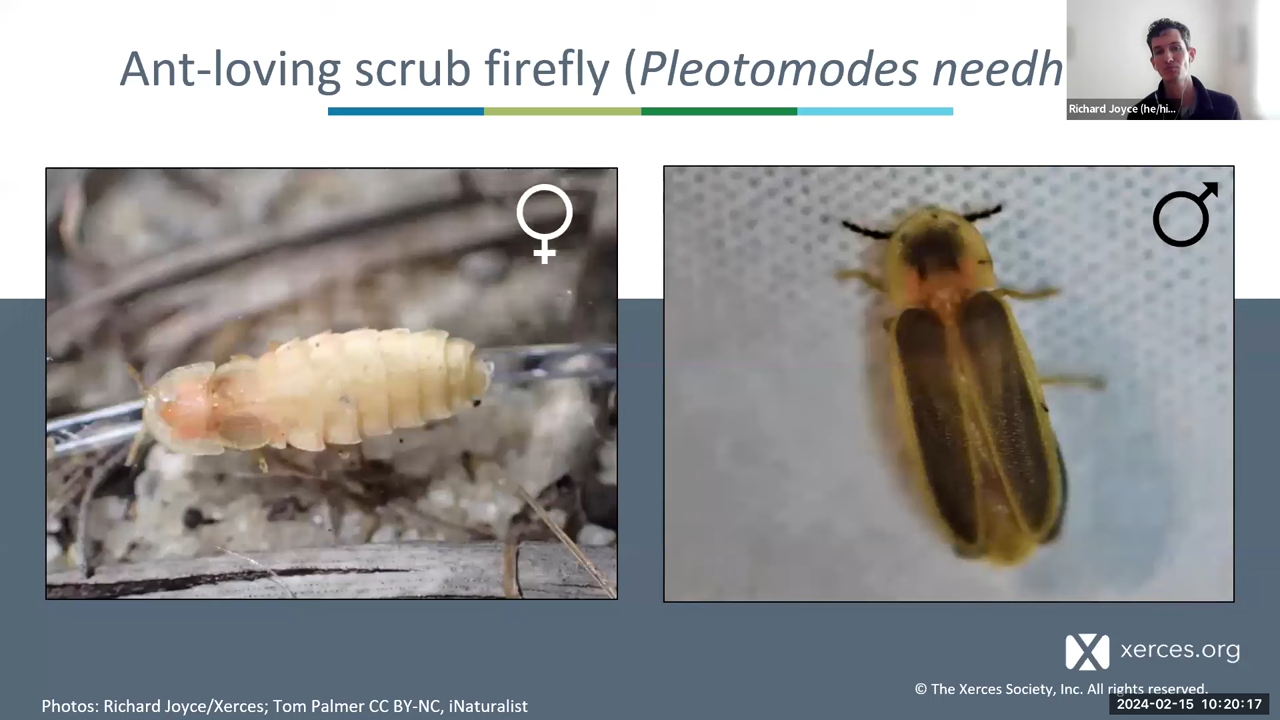 Ant-loving scrub firefly (Pleotomodes needh
Richard Joyce (he/hi...
xerces.org
© The Xerces Society, Inc. All rights reserved.
2024-02-15 10:20:17
Photos: Richard Joyce/Xerces; Tom Palmer CC BY-NC, iNaturalist